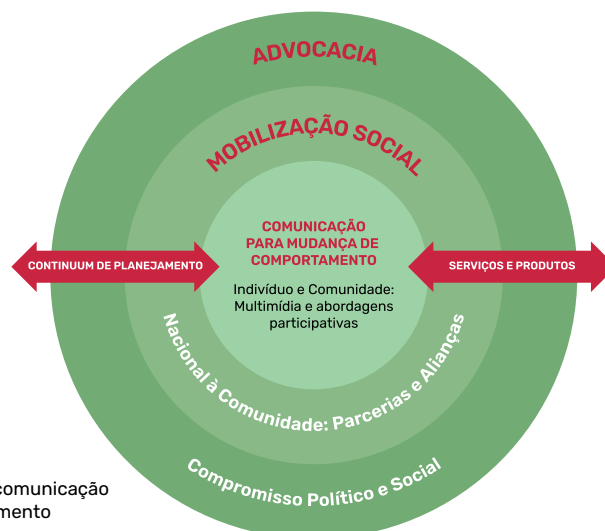 ADVOCACIA
MOBILIZAÇÃO SOCIAL
COMUNICAÇÃO
PARA MUDANÇA DE
COMPORTAMENTO
Indivíduo e Comunidade:
Multimídia e abordagens
participativas
CONTINUUM DE PLANEJAMENTO
SERVIÇOS E PRODUTOS
Nacional à Comunidade: Parcerias e Alianças
Compromisso Político e Social
comunicação
mento